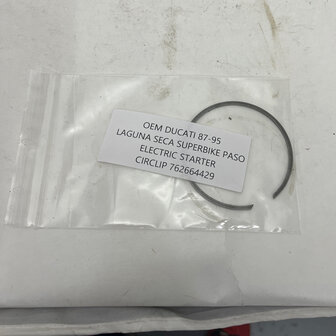 OEM DUCATI 87-95
LAGUNA SECA SUPERBIKE PASO
ELECTRIC STARTER
CIRCLIP 762664429